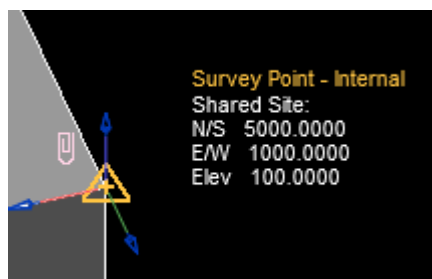 Survey Point - Internal
Shared Site:
N/S 5000.0000
E/W 1000.0000
Elev 100.0000